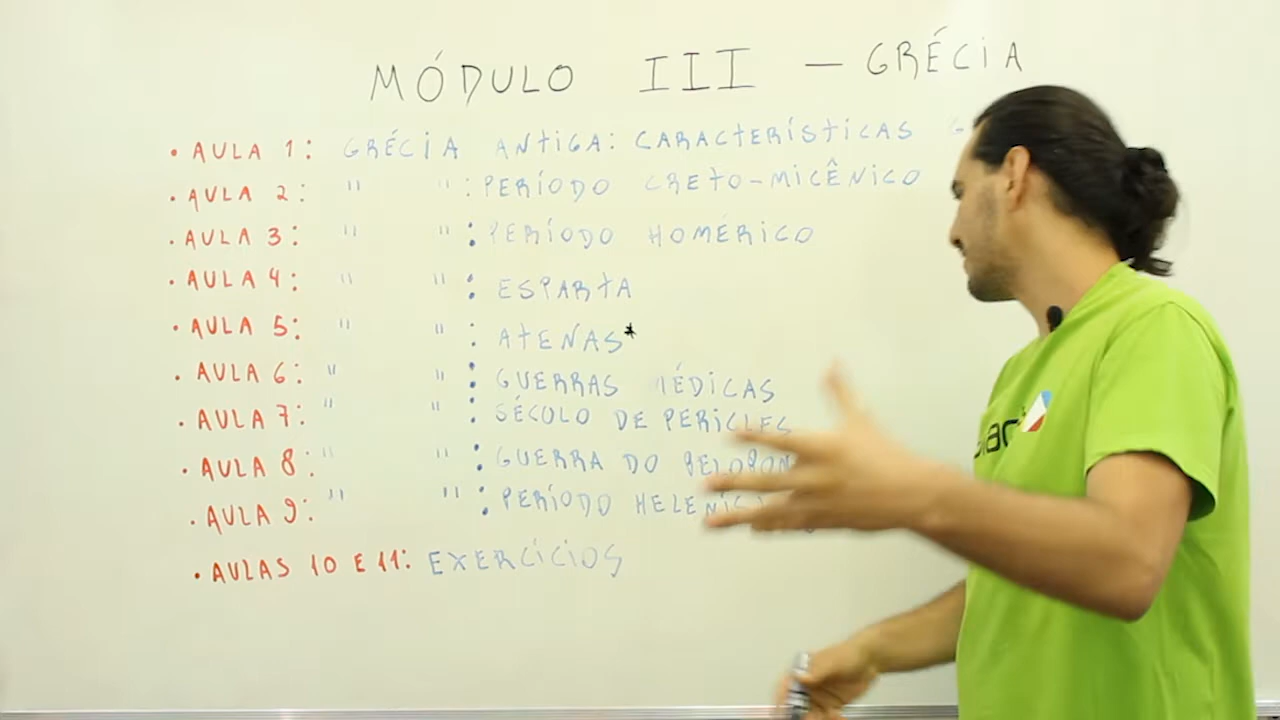 MÓDULO III — GRÉCIA
• AULA 1: GRÉCIA ANTIGA: CARACTERÍSTICAS
• AULA 2: " " : PERÍODO CRETO-MICÊNICO
• AULA 3: " " : PERÍODO HOMÉRICO
• AULA 4: " " : ESPARTA
• AULA 5: " " : ATENAS*
• AULA 6: " " : GUERRAS MÉDICAS
• AULA 7: " " : SÉCULO DE PERICLES
• AULA 8: " " : GUERRA DO
• AULA 9: " " : PERÍODO
• AULAS 10 E 11: EXERCÍCIOS